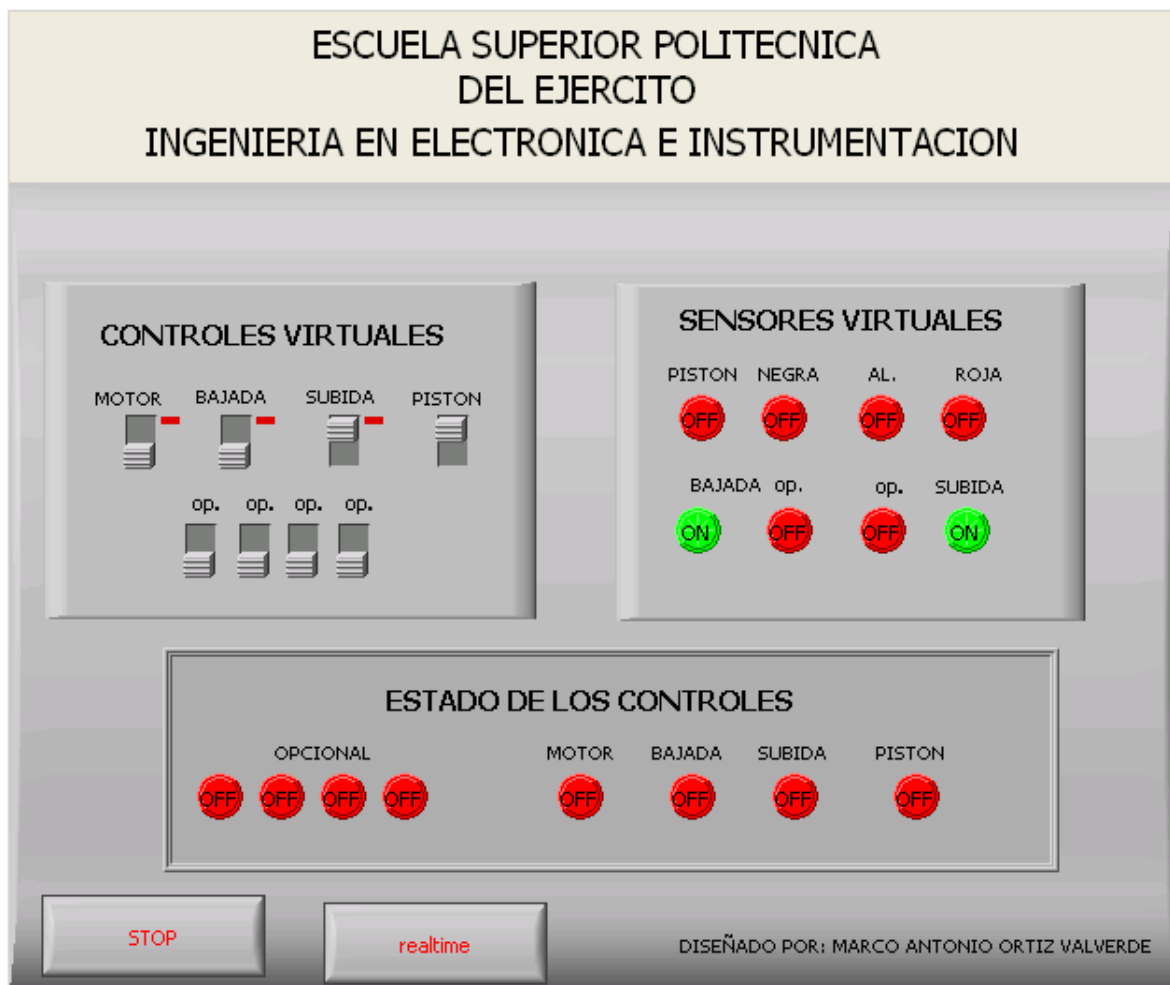 ESCUELA SUPERIOR POLITECNICA
DEL EJERCITO
INGENIERIA EN ELECTRONICA E INSTRUMENTACION
CONTROLES VIRTUALES
MOTOR BAJADA SUBIDA PISTON
op. op. op. op.
SENSORES VIRTUALES
PISTON NEGRA AL. ROJA
OFF OFF OFF OFF
BAJADA op. op. SUBIDA
ON OFF OFF ON
ESTADO DE LOS CONTROLES
OPCIONAL MOTOR BAJADA SUBIDA PISTON
OFF OFF OFF OFF OFF OFF OFF OFF
STOP
realtime
DISEÑADO POR: MARCO ANTONIO ORTIZ VALVERDE